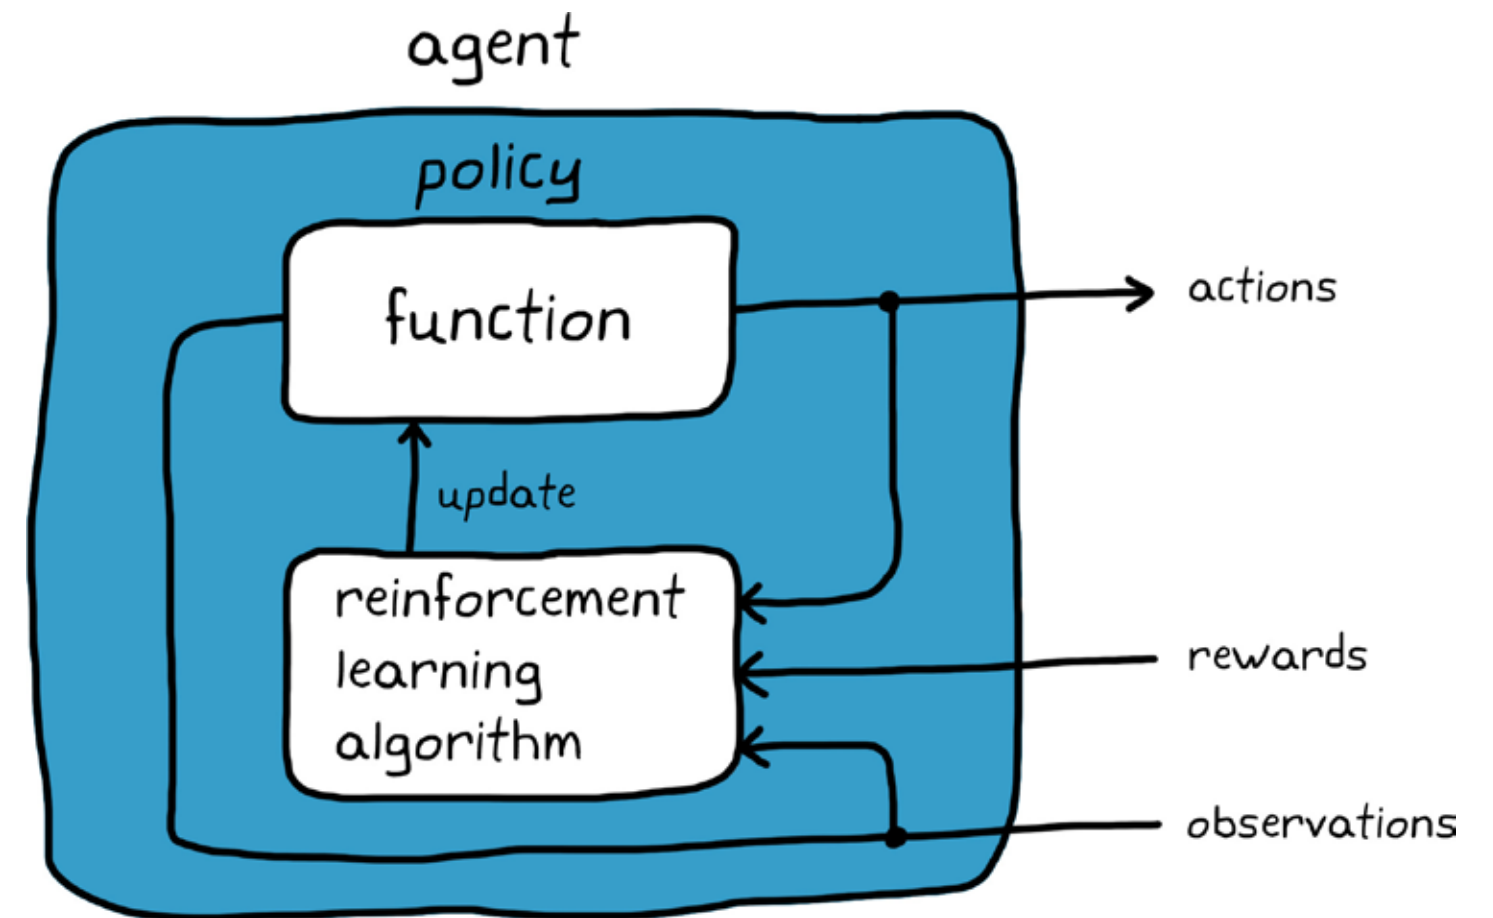 agent
policy
function
actions
update
reinforcement
learning
algorithm
rewards
observations